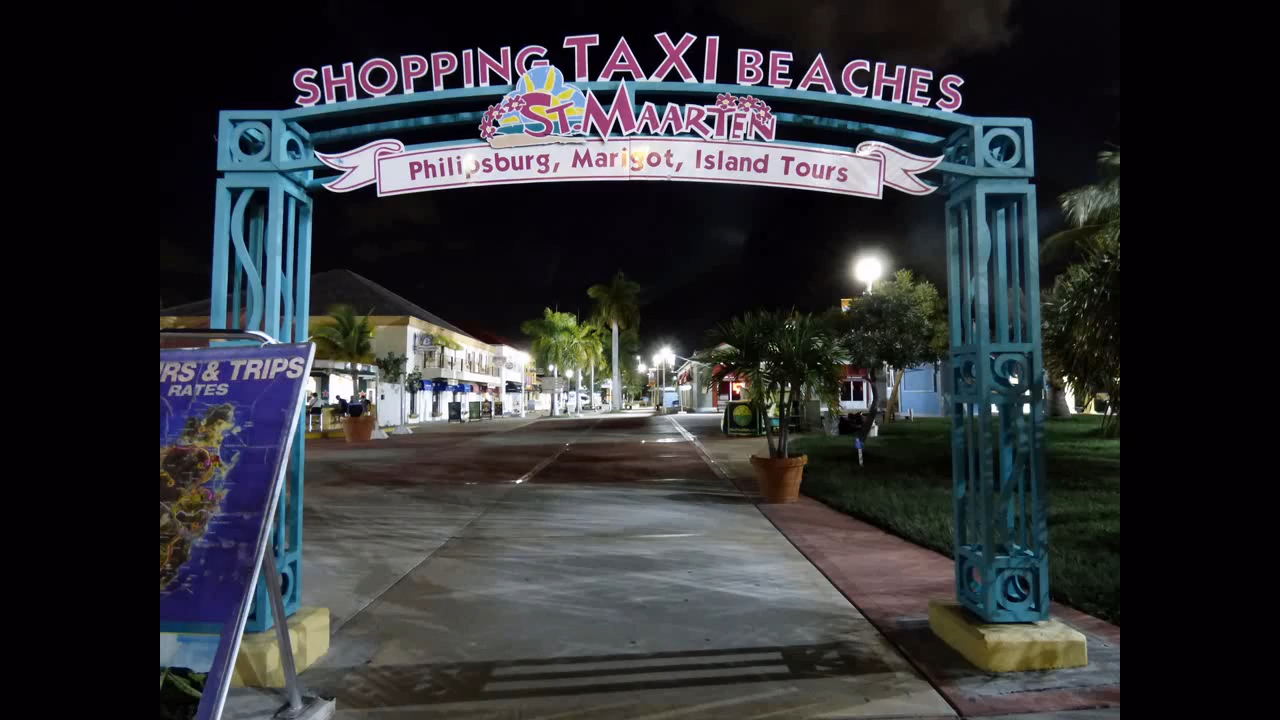 SHOPPING TAXI BEACHES
ST. MAARTEN
Philipsburg, Marigot, Island Tours
RS & TRIPS
RATES